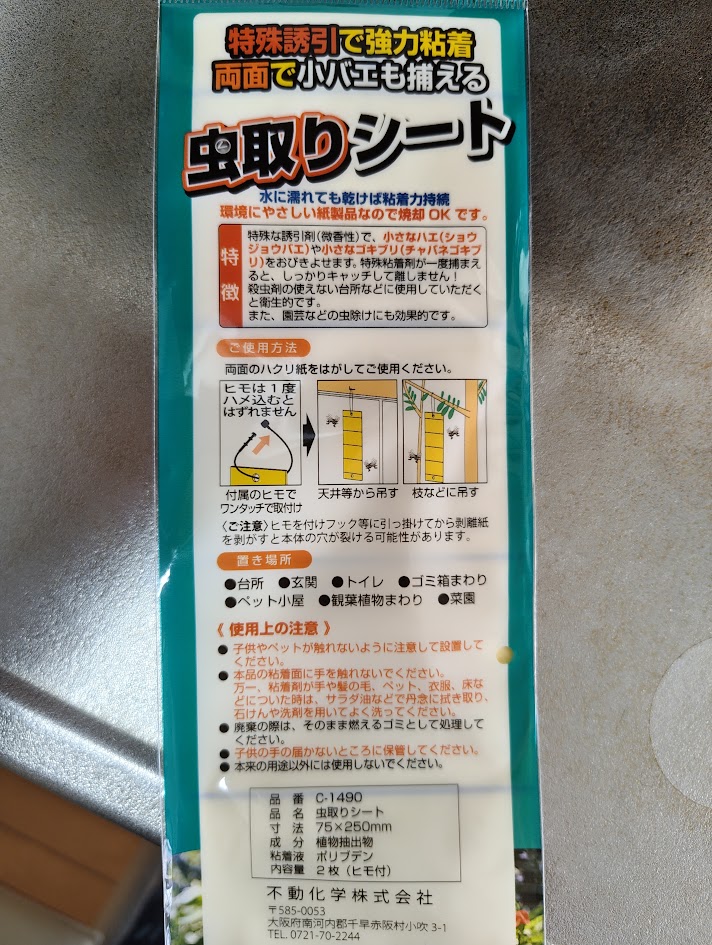 特殊誘引で強力粘着
両面で小バエも捕える
虫取りシート
水に濡れても乾けば粘着力持続
環境にやさしい紙製品なので焼却OKです。
特徴
特殊な誘引剤(微香性)で、小さなハエ(ショウ
ジョウバエ)や小さなゴキブリ(チャバネゴキブ
リ)をおびきよせます。特殊粘着剤が一度捕まえ
ると、しっかりキャッチして離しません!
殺虫剤の使えない台所などに使用していただく
と衛生的です。
また、園芸などの虫除けにも効果的です。
ご使用方法
両面のハクリ紙をはがしてご使用ください。
ヒモは1度
ハメ込むと
はずれません
付属のヒモで
ワンタッチで取付け
天井等から吊す
枝などに吊す
〈ご注意〉ヒモを付けフック等に引っ掛けてから剥離紙
を剥がすと本体の穴が裂ける可能性があります。
置き場所
●台所 ●玄関 ●トイレ ●ゴミ箱まわり
●ペット小屋 ●観葉植物まわり ●菜園
《 使用上の注意 》
● 子供やペットが触れないように注意して設置して
ください。
● 本品の粘着面に手を触れないでください。
万一、粘着剤が手や髪の毛、ペット、衣服、床な
どについた時は、サラダ油などで丹念に拭き取り、
石けんや洗剤を用いてよく洗ってください。
● 廃棄の際は、そのまま燃えるゴミとして処理して
ください。
● 子供の手の届かないところに保管してください。
● 本来の用途以外には使用しないでください。
品 番 C-1490
品 名 虫取りシート
寸 法 75×250mm
成 分 植物抽出物
粘着液 ポリブデン
内容量 2枚(ヒモ付)
不動化学株式会社
〒585-0053
大阪府南河内郡千早赤阪村小吹3-1
TEL. 0721-70-2244